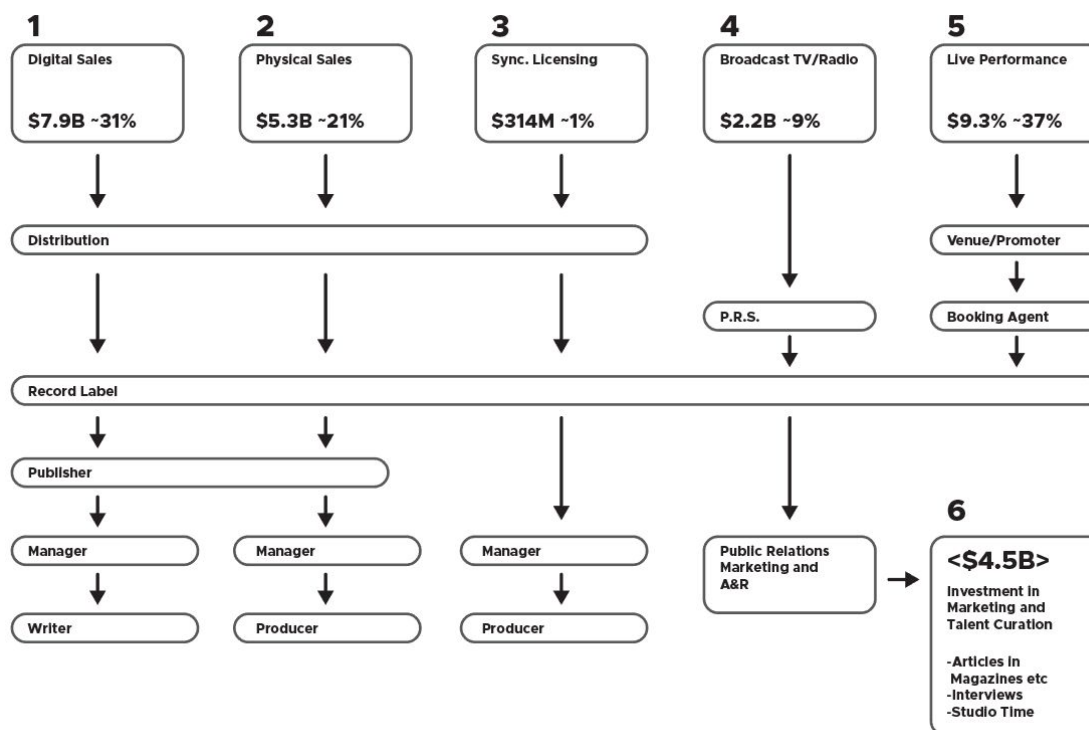 1
2
3
4
5
Digital Sales
$7.9B ~31%
Physical Sales
$5.3B ~21%
Sync. Licensing
$314M ~1%
Broadcast TV/Radio
$2.2B ~9%
Live Performance
$9.3% ~37%
Distribution
Venue/Promoter
P.R.S.
Booking Agent
Record Label
Publisher
Manager
Manager
Manager
Writer
Producer
Producer
Public Relations
Marketing and
A&R
6
<$4.5B>
Investment in
Marketing and
Talent Curation
-Articles in
Magazines etc
-Interviews
-Studio Time